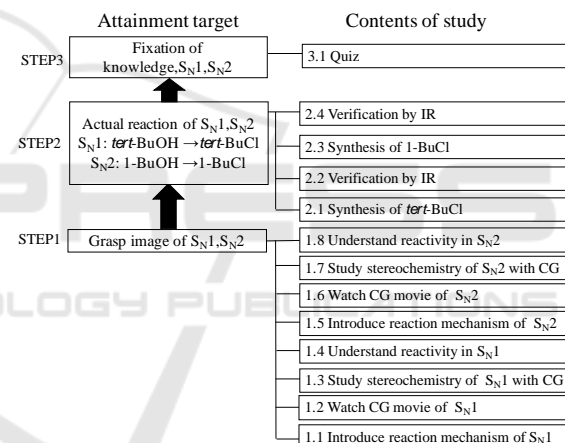 Attainment target
Contents of study
STEP3
Fixation of
knowledge,SN1,SN2
3.1 Quiz
STEP2
Actual reaction of SN1,SN2
SN1: tert-BuOH →tert-BuCl
SN2: 1-BuOH →1-BuCl
2.4 Verification by IR
2.3 Synthesis of 1-BuCl
2.2 Verification by IR
2.1 Synthesis of tert-BuCl
STEP1
Grasp image of SN1,SN2
1.8 Understand reactivity in SN2
1.7 Study stereochemistry of SN2 with CG
1.6 Watch CG movie of SN2
1.5 Introduce reaction mechanism of SN2
1.4 Understand reactivity in SN1
1.3 Study stereochemistry of SN1 with CG
1.2 Watch CG movie of SN1
1.1 Introduce reaction mechanism of SN1
PRESS
OLOGY PUBLICATIONS